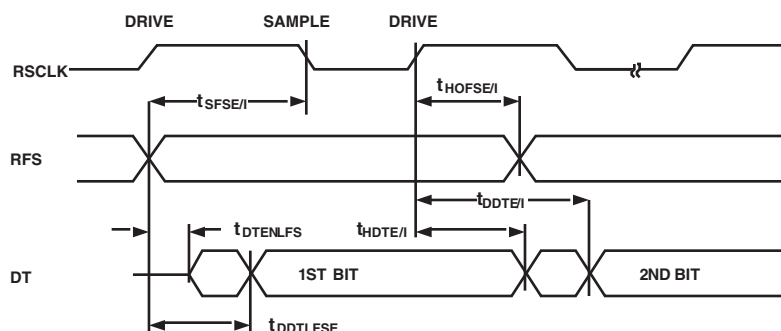 DRIVE SAMPLE DRIVE
RSCLK
tSFSE/I
tHOFSE/I
RFS
tDDTE/I
tDTENLFS
tHDTE/I
DT
1ST BIT
2ND BIT
tDDTLFSE